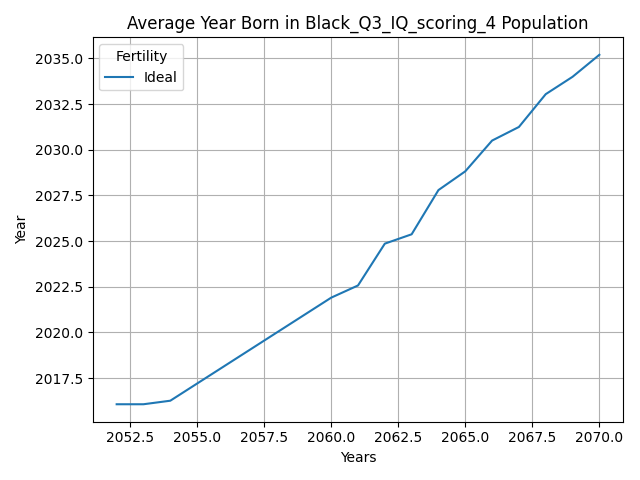 Average Year Born in Black_Q3_IQ_scoring_4 Population
Fertility
Ideal
2035.0
2032.5
2030.0
2027.5
2025.0
2022.5
2020.0
2017.5
Year
2052.5 2055.0 2057.5 2060.0 2062.5 2065.0 2067.5 2070.0
Years